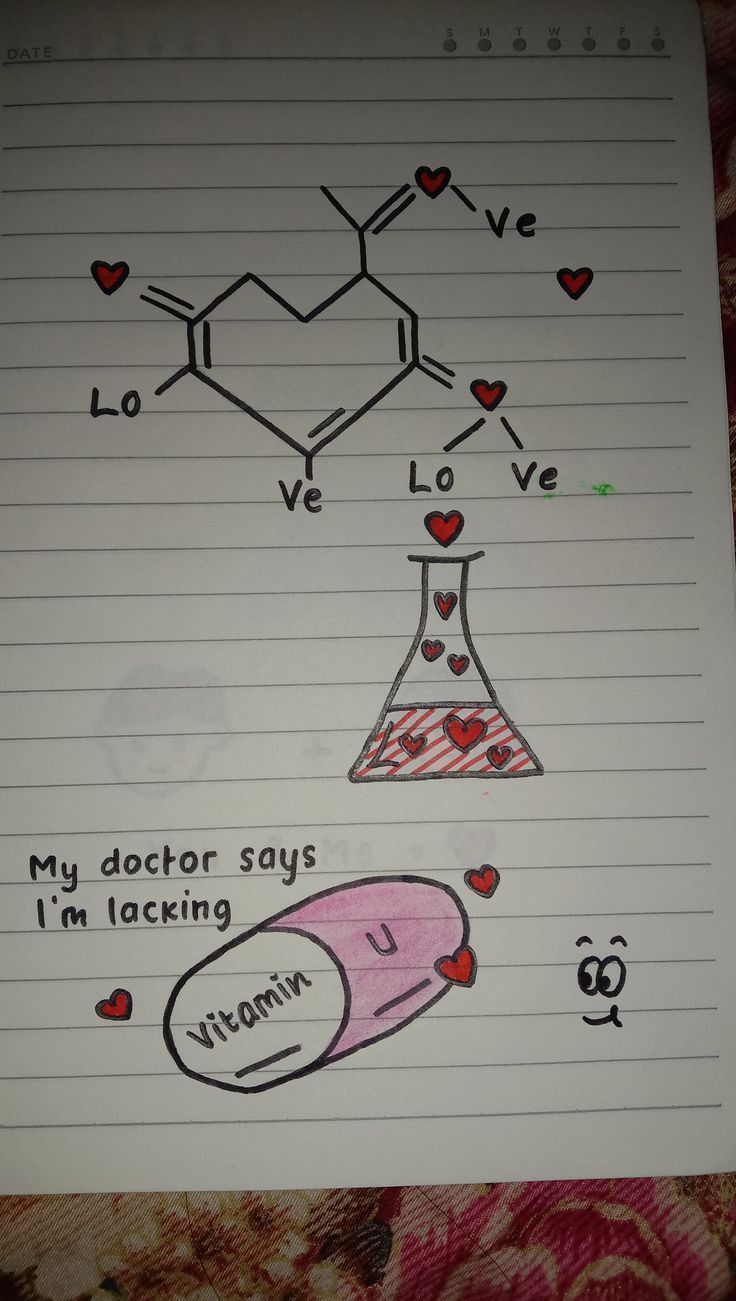 DATE
S M T W T F S
Ve
Lo
Ve
Lo Ve
My doctor says
I'm lacking
vitamin U